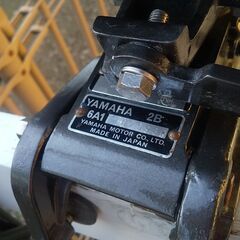 YAMAHA 2B
6A1
YAMAHA MOTOR CO., LTD.
MADE IN JAPAN